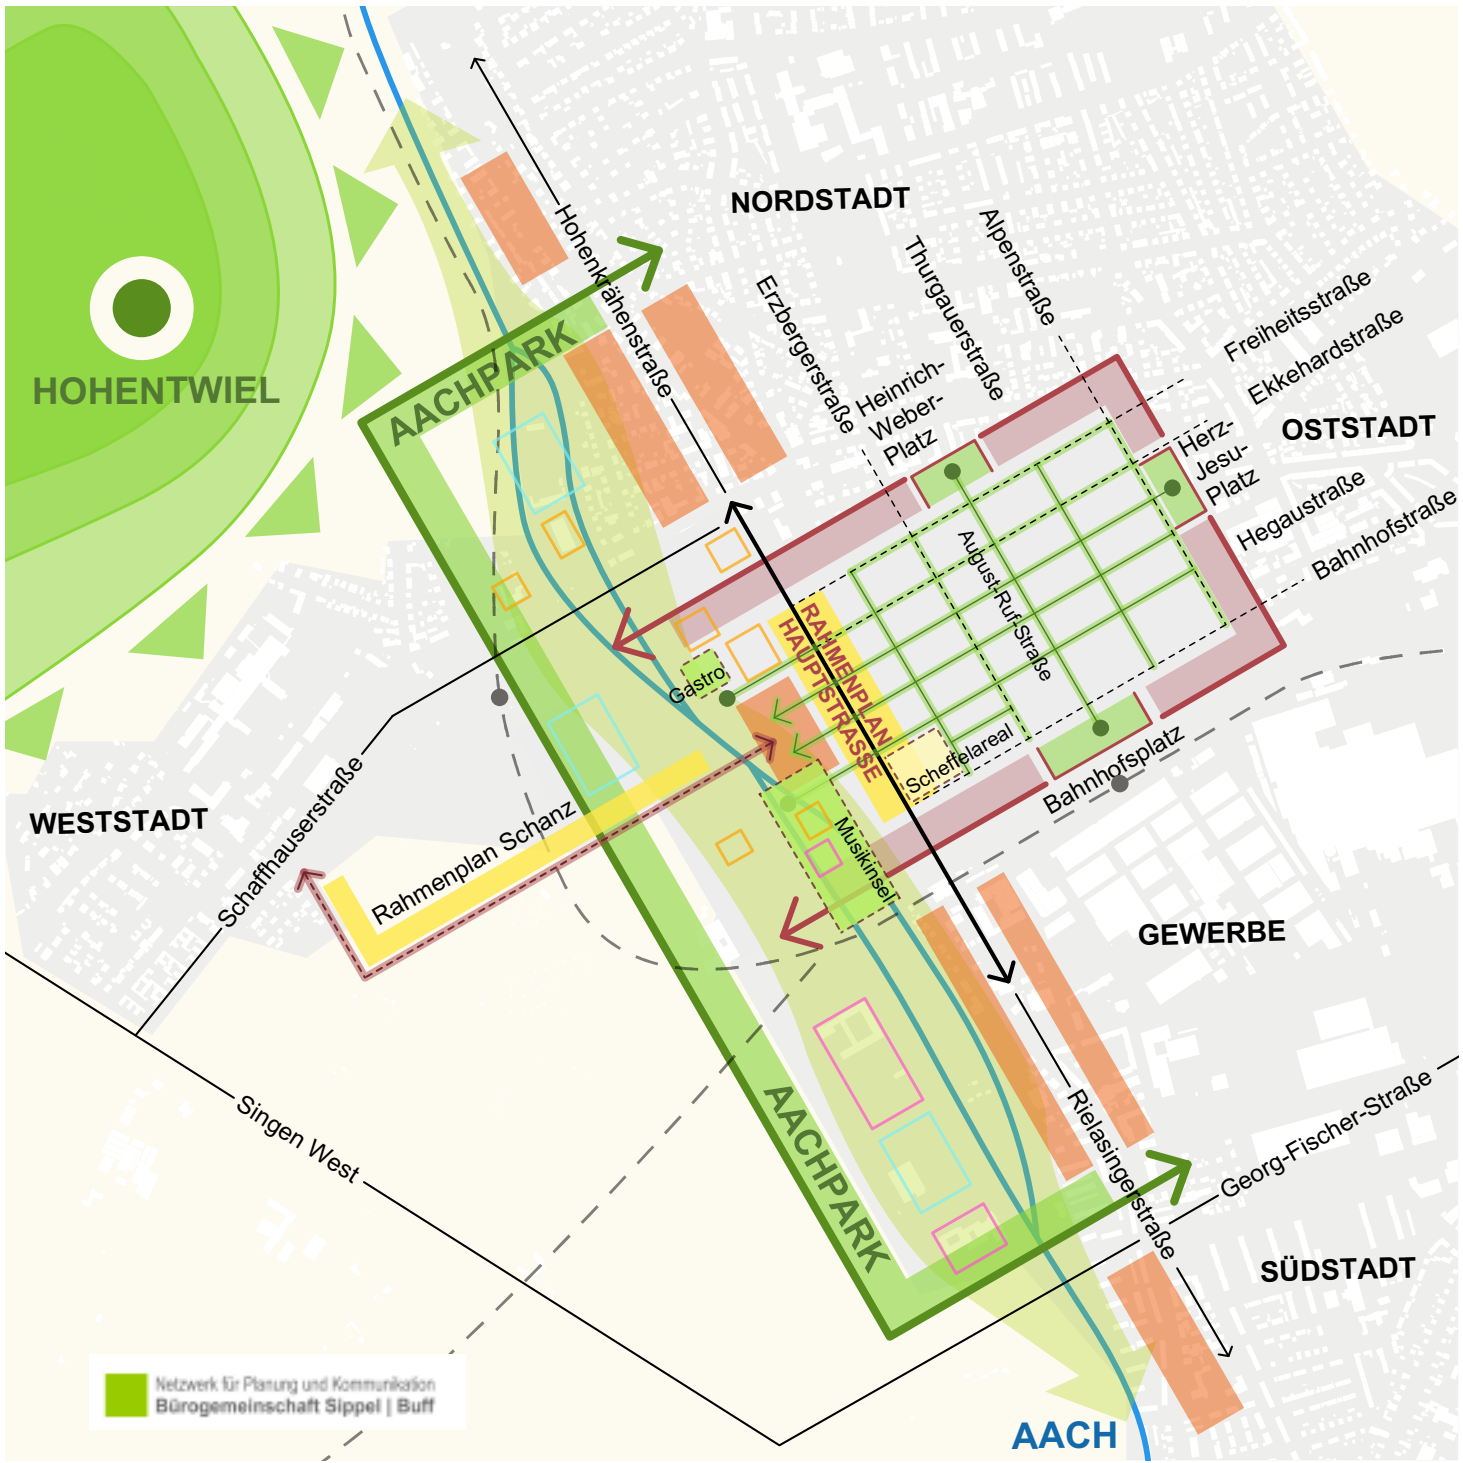 NORDSTADT
Hohenkrähenstraße
Erzbergerstraße
Thurgauerstraße
Alpenstraße
Heinrich-
Weber-
Platz
Freiheitsstraße
Ekkehardstraße
OSTSTADT
Herz-
Jesu-
Platz
Hegaustraße
Bahnhofstraße
HOHENTWIEL
AACHPARK
August-Ruf-Straße
RAHMENPLAN
HAUPTSTRASSE
Gastro
Scheffelareal
Bahnhofsplatz
Musikinsel
WESTSTADT
Schaffhauserstraße
Rahmenplan Schanz
GEWERBE
Singen West
AACHPARK
Rielasingerstraße
Georg-Fischer-Straße
SÜDSTADT
AACH
Netzwerk für Planung und Kommunikation
Bürogemeinschaft Sippel | Buff